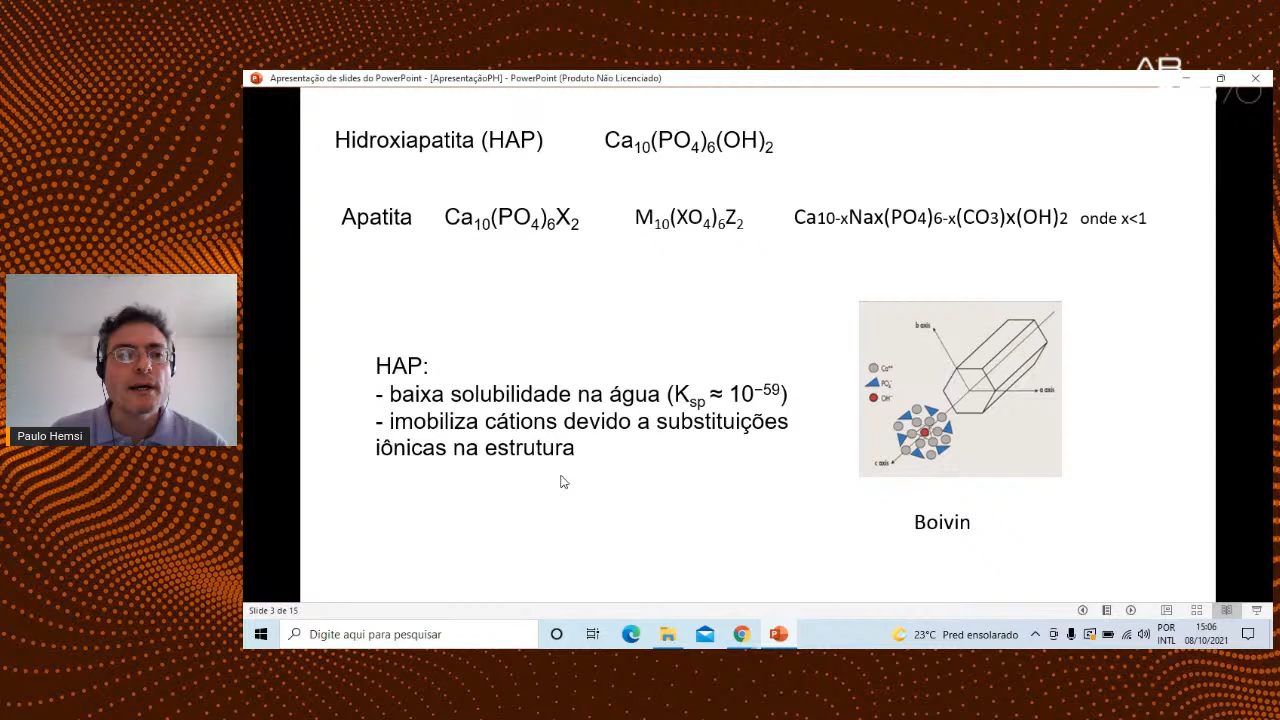 Apresentação de slides do PowerPoint - [ApresentaçãoPH] - PowerPoint (Produto Não Licenciado)
Hidroxiapatita (HAP) Ca₁₀(PO₄)₆(OH)₂
Apatita Ca₁₀(PO₄)₆X₂ M₁₀(XO₄)₆Z₂ Ca10-xNax(PO4)6-x(CO3)x(OH)2 onde x<1
HAP:
- baixa solubilidade na água (Kₛₚ ≈ 10⁻⁵⁹)
- imobiliza cátions devido a substituições
iônicas na estrutura
b axis
a axis
c axis
Ca⁺⁺
OH⁻
Boivin
Paulo Hemsi
Slide 3 de 15
Digite aqui para pesquisar
23°C Pred ensolarado
POR
INTL
15:06
08/10/2021